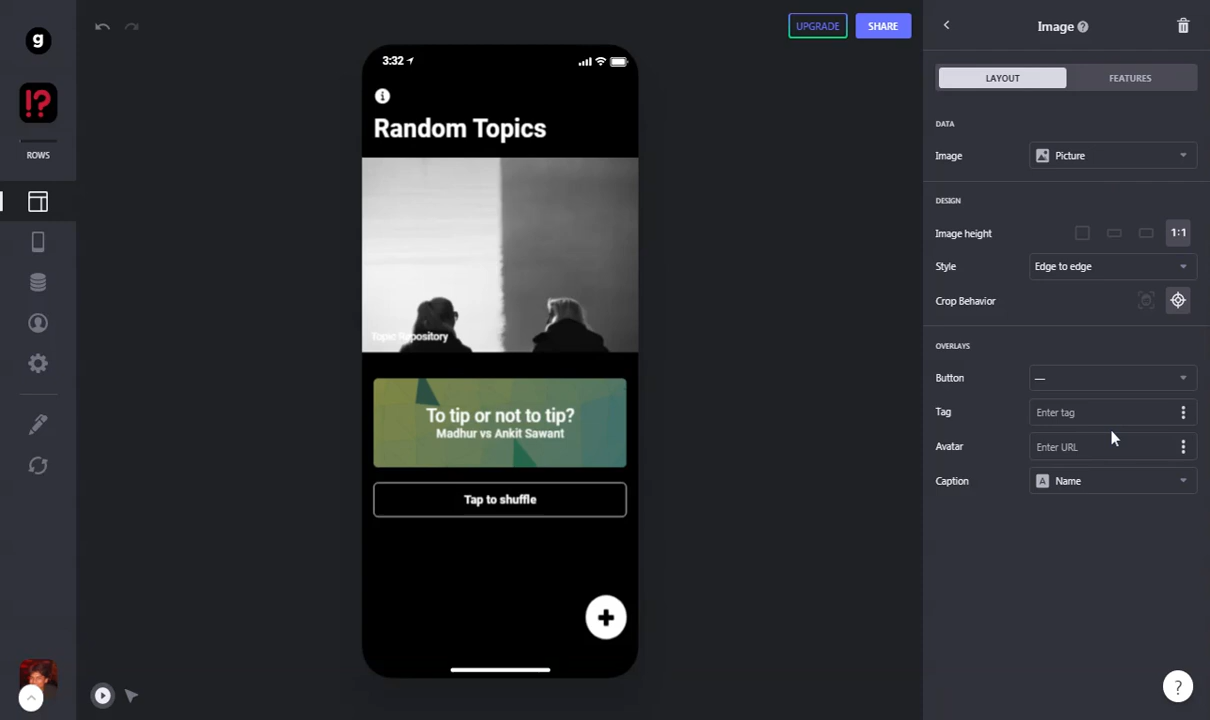 g
UPGRADE
SHARE
Image ?
!?
ROWS
3:32
i
Random Topics
Topic Repository
To tip or not to tip?
Madhur vs Ankit Sawant
Tap to shuffle
LAYOUT
FEATURES
DATA
Image
Picture
DESIGN
Image height
1:1
Style
Edge to edge
Crop Behavior
OVERLAYS
Button
—
Tag
Enter tag
Avatar
Enter URL
Caption
A Name
?